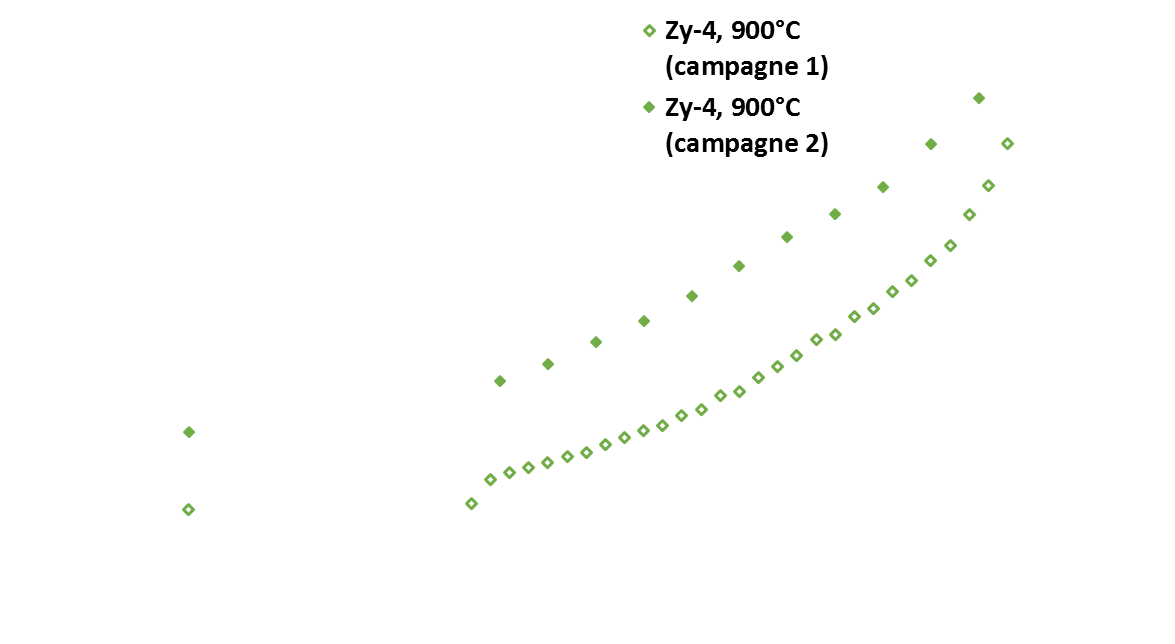 Zy-4, 900°C
(campagne 1)
Zy-4, 900°C
(campagne 2)